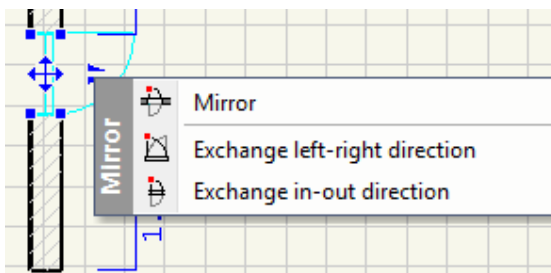 Mirror
Mirror
Exchange left-right direction
Exchange in-out direction